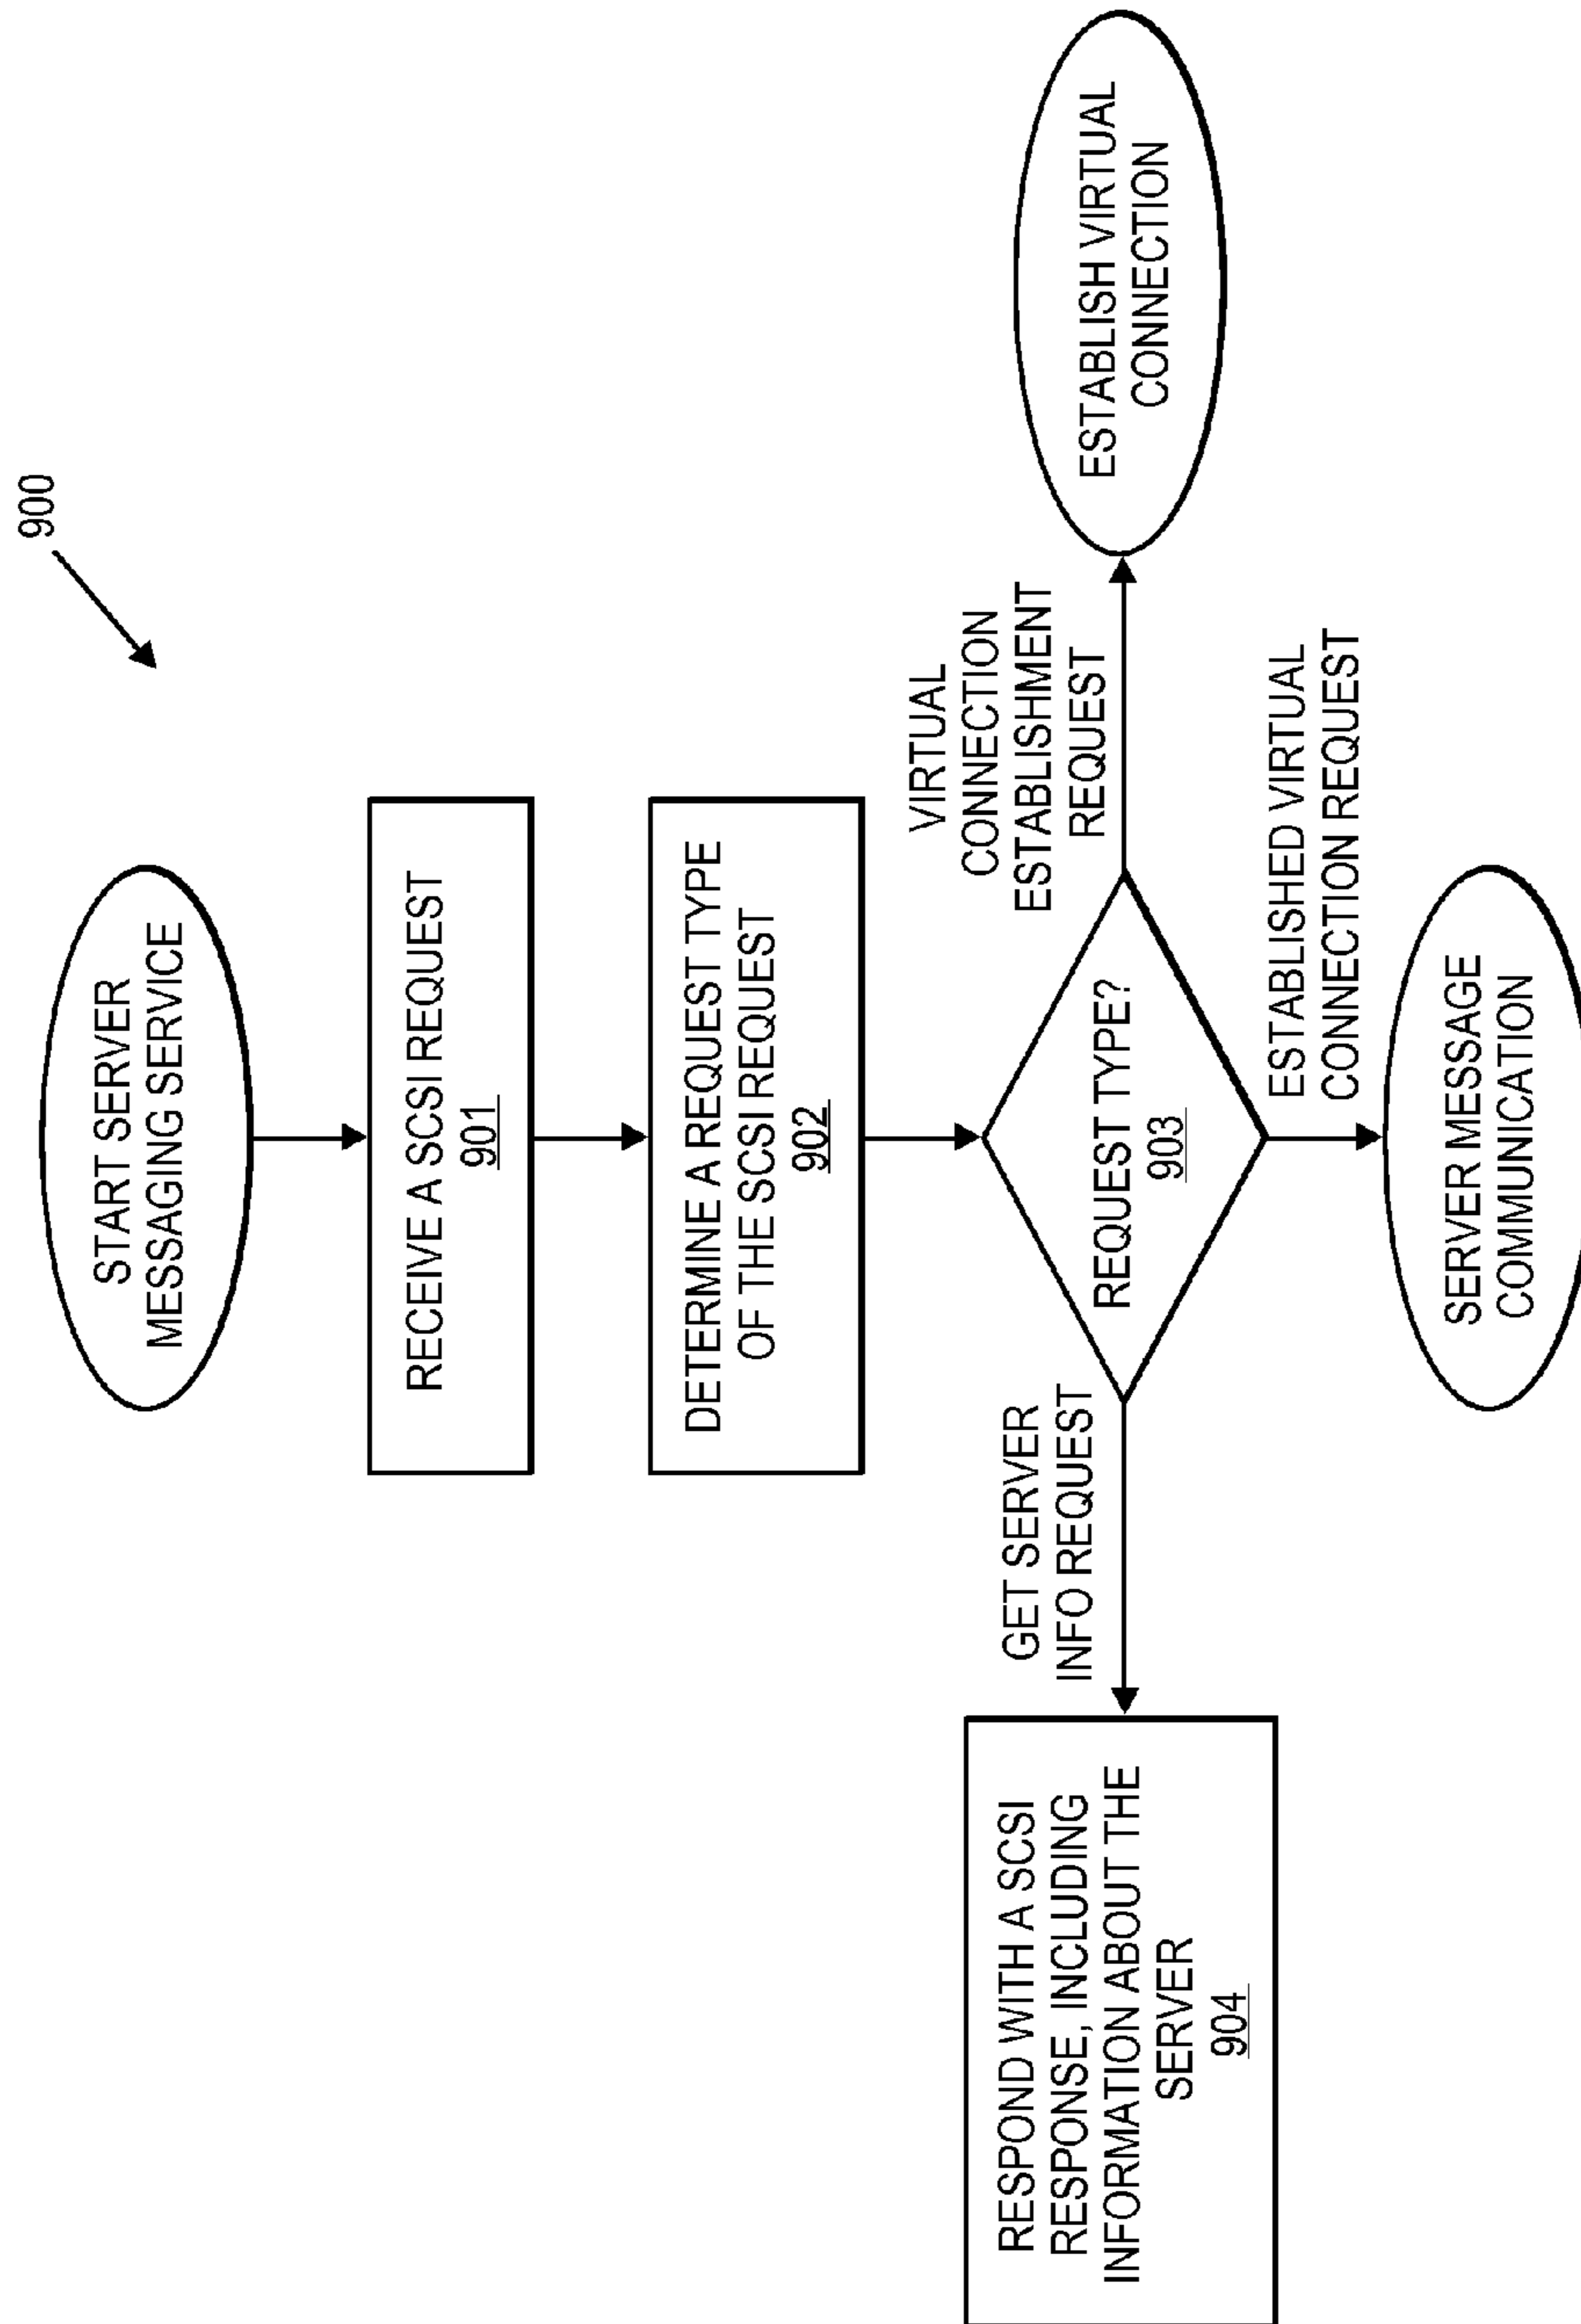 900
START SERVER
MESSAGING SERVICE
RECEIVE A SCSI REQUEST
901
DETERMINE A REQUEST TYPE
OF THE SCSI REQUEST
902
REQUEST TYPE?
903
GET SERVER
INFO REQUEST
RESPOND WITH A SCSI
RESPONSE, INCLUDING
INFORMATION ABOUT THE
SERVER
904
VIRTUAL
CONNECTION
ESTABLISHMENT
REQUEST
ESTABLISH VIRTUAL
CONNECTION
ESTABLISHED VIRTUAL
CONNECTION REQUEST
SERVER MESSAGE
COMMUNICATION